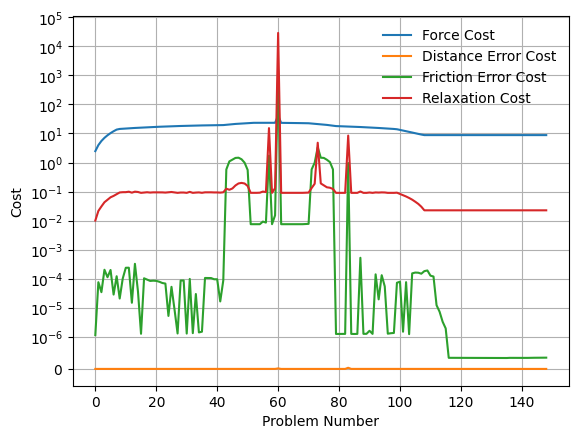 10^5
10^4
10^3
10^2
10^1
10^0
10^-1
10^-2
10^-3
10^-4
10^-5
10^-6
0
Cost
Force Cost
Distance Error Cost
Friction Error Cost
Relaxation Cost
0 20 40 60 80 100 120 140
Problem Number